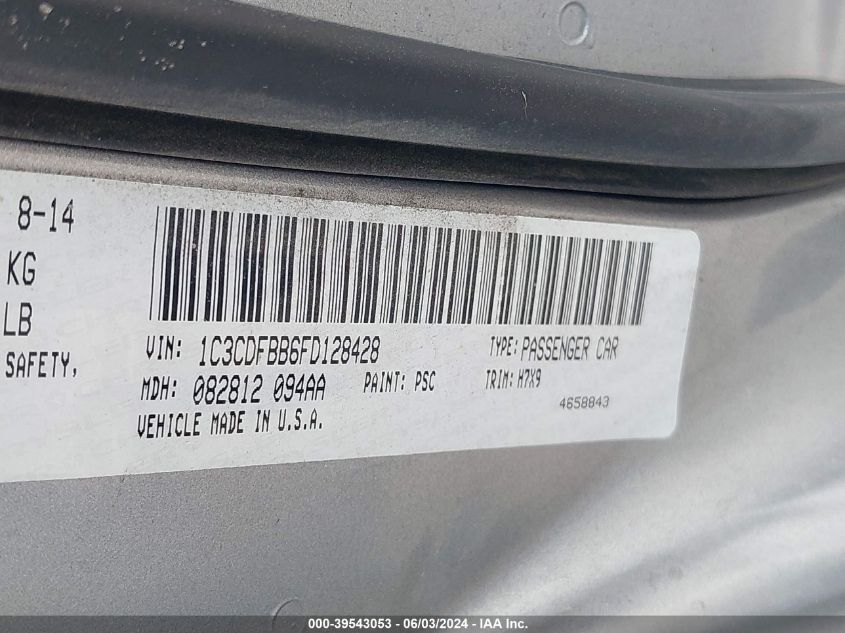 8-14
KG
LB
SAFETY,
VIN: 1C3CDFBB6FD128428
TYPE: PASSENGER CAR
MDH: 082812 094AA
PAINT: PSC
TRIM: H7X9
VEHICLE MADE IN U.S.A.
4658843
000-39543053 — 06/03/2024 — IAA Inc.